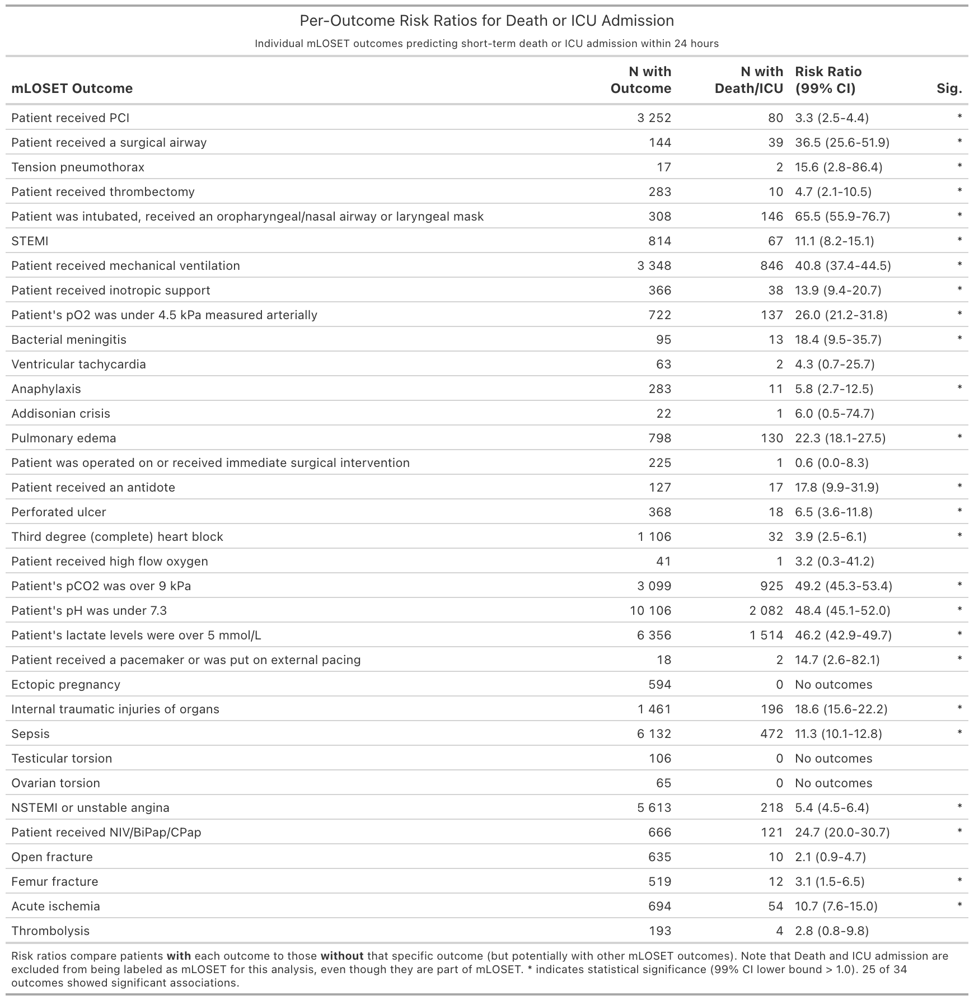 Per-Outcome Risk Ratios for Death or ICU Admission
Individual mLOSET outcomes predicting short-term death or ICU admission within 24 hours
mLOSET Outcome N with Outcome N with Death/ICU Risk Ratio (99% CI) Sig.
Patient received PCI 3 252 80 3.3 (2.5-4.4) *
Patient received a surgical airway 144 39 36.5 (25.6-51.9) *
Tension pneumothorax 17 2 15.6 (2.8-86.4) *
Patient received thrombectomy 283 10 4.7 (2.1-10.5) *
Patient was intubated, received an oropharyngeal/nasal airway or laryngeal mask 308 146 65.5 (55.9-76.7) *
STEMI 814 67 11.1 (8.2-15.1) *
Patient received mechanical ventilation 3 348 846 40.8 (37.4-44.5) *
Patient received inotropic support 366 38 13.9 (9.4-20.7) *
Patient's pO2 was under 4.5 kPa measured arterially 722 137 26.0 (21.2-31.8) *
Bacterial meningitis 95 13 18.4 (9.5-35.7) *
Ventricular tachycardia 63 2 4.3 (0.7-25.7)
Anaphylaxis 283 11 5.8 (2.7-12.5) *
Addisonian crisis 22 1 6.0 (0.5-74.7)
Pulmonary edema 798 130 22.3 (18.1-27.5) *
Patient was operated on or received immediate surgical intervention 225 1 0.6 (0.0-8.3)
Patient received an antidote 127 17 17.8 (9.9-31.9) *
Perforated ulcer 368 18 6.5 (3.6-11.8) *
Third degree (complete) heart block 1 106 32 3.9 (2.5-6.1) *
Patient received high flow oxygen 41 1 3.2 (0.3-41.2)
Patient's pCO2 was over 9 kPa 3 099 925 49.2 (45.3-53.4) *
Patient's pH was under 7.3 10 106 2 082 48.4 (45.1-52.0) *
Patient's lactate levels were over 5 mmol/L 6 356 1 514 46.2 (42.9-49.7) *
Patient received a pacemaker or was put on external pacing 18 2 14.7 (2.6-82.1) *
Ectopic pregnancy 594 0 No outcomes
Internal traumatic injuries of organs 1 461 196 18.6 (15.6-22.2) *
Sepsis 6 132 472 11.3 (10.1-12.8) *
Testicular torsion 106 0 No outcomes
Ovarian torsion 65 0 No outcomes
NSTEMI or unstable angina 5 613 218 5.4 (4.5-6.4) *
Patient received NIV/BiPap/CPap 666 121 24.7 (20.0-30.7) *
Open fracture 635 10 2.1 (0.9-4.7)
Femur fracture 519 12 3.1 (1.5-6.5) *
Acute ischemia 694 54 10.7 (7.6-15.0) *
Thrombolysis 193 4 2.8 (0.8-9.8)
Risk ratios compare patients with each outcome to those without that specific outcome (but potentially with other mLOSET outcomes). Note that Death and ICU admission are
excluded from being labeled as mLOSET for this analysis, even though they are part of mLOSET. * indicates statistical significance (99% CI lower bound > 1.0). 25 of 34
outcomes showed significant associations.